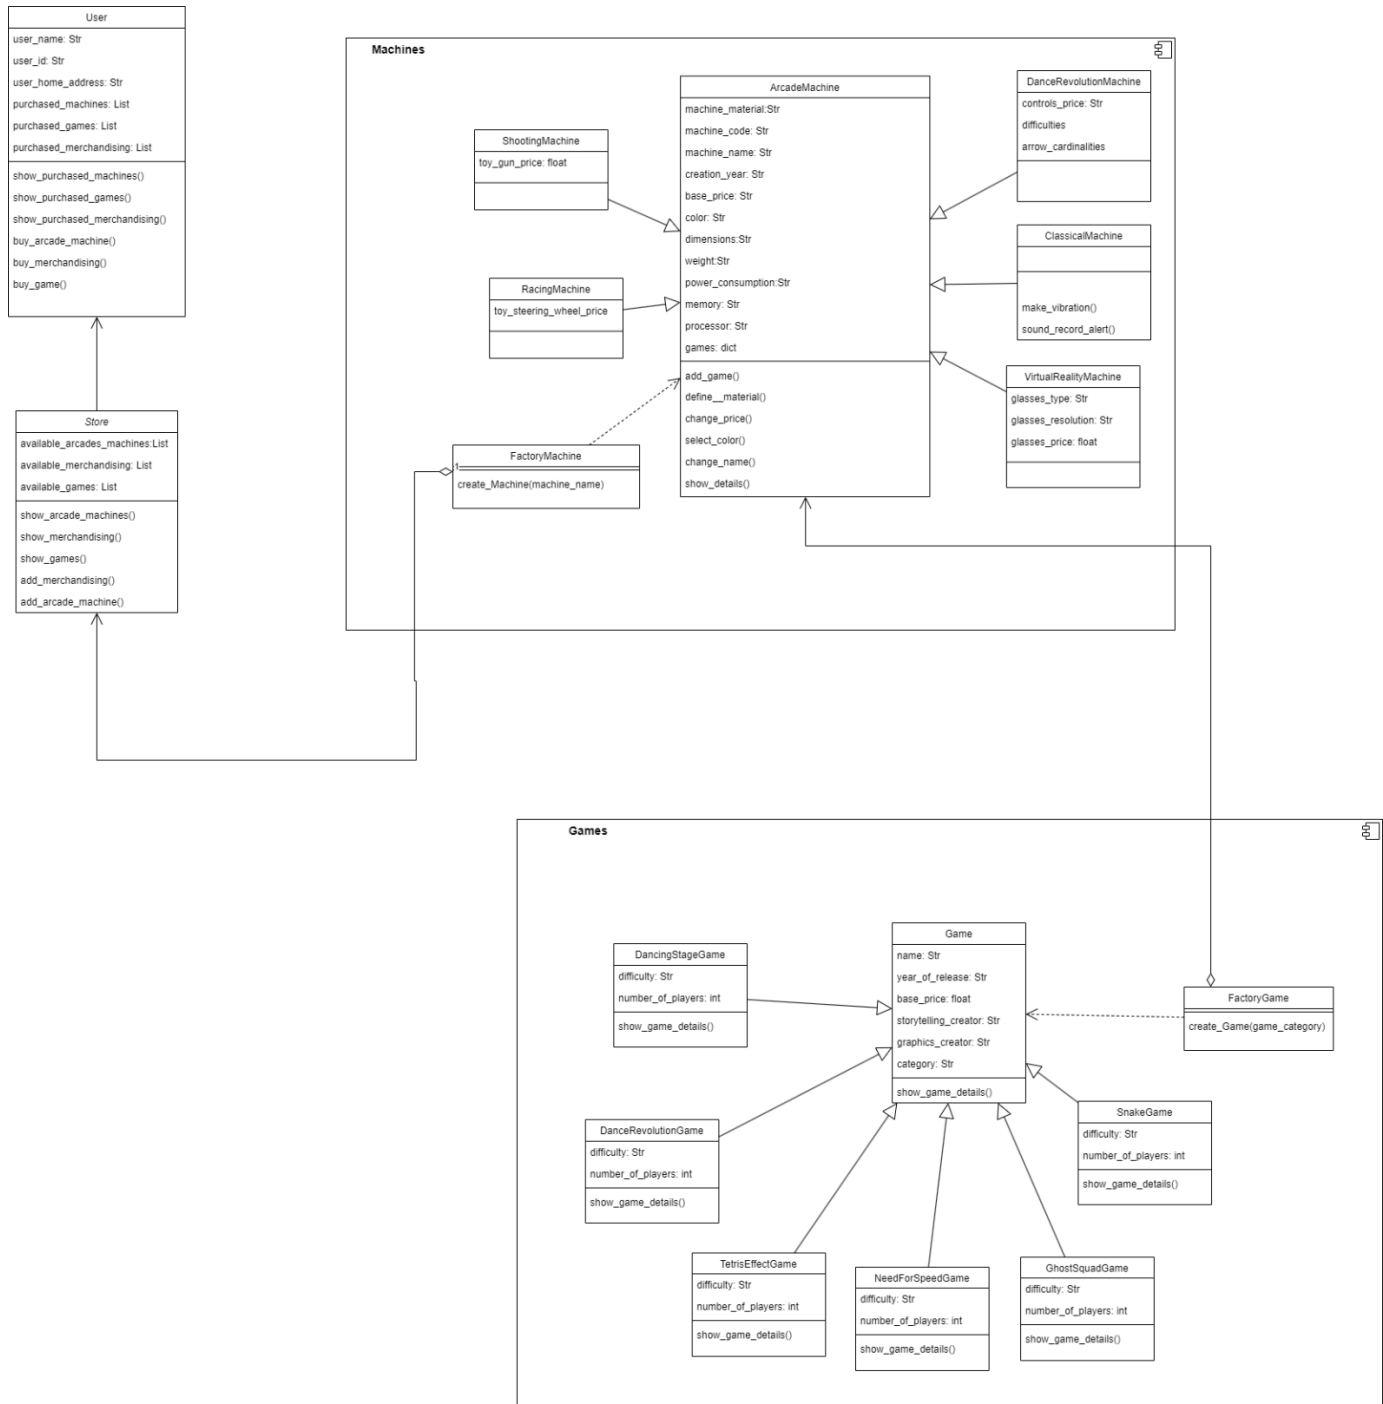 User
user_name: Str
user_id: Str
user_home_address: Str
purchased_machines: List
purchased_games: List
purchased_merchandising: List
show_purchased_machines()
show_purchased_games()
show_purchased_merchandising()
buy_arcade_machine()
buy_merchandising()
buy_game()
Store
available_arcades_machines:List
available_merchandising: List
available_games: List
show_arcade_machines()
show_merchandising()
show_games()
add_merchandising()
add_arcade_machine()
Machines
ShootingMachine
toy_gun_price: float
RacingMachine
toy_steering_wheel_price
FactoryMachine
1
create_Machine(machine_name)
ArcadeMachine
machine_material:Str
machine_code: Str
machine_name: Str
creation_year: Str
base_price: Str
color: Str
dimensions:Str
weight:Str
power_consumption:Str
memory: Str
processor: Str
games: dict
add_game()
define__material()
change_price()
select_color()
change_name()
show_details()
DanceRevolutionMachine
controls_price: Str
difficulties
arrow_cardinalities
ClassicalMachine
make_vibration()
sound_record_alert()
VirtualRealityMachine
glasses_type: Str
glasses_resolution: Str
glasses_price: float
Games
DancingStageGame
difficulty: Str
number_of_players: int
show_game_details()
Game
name: Str
year_of_release: Str
base_price: float
storytelling_creator: Str
graphics_creator: Str
category: Str
show_game_details()
FactoryGame
create_Game(game_category)
DanceRevolutionGame
difficulty: Str
number_of_players: int
show_game_details()
SnakeGame
difficulty: Str
number_of_players: int
show_game_details()
TetrisEffectGame
difficulty: Str
number_of_players: int
show_game_details()
NeedForSpeedGame
difficulty: Str
number_of_players: int
show_game_details()
GhostSquadGame
difficulty: Str
number_of_players: int
show_game_details()